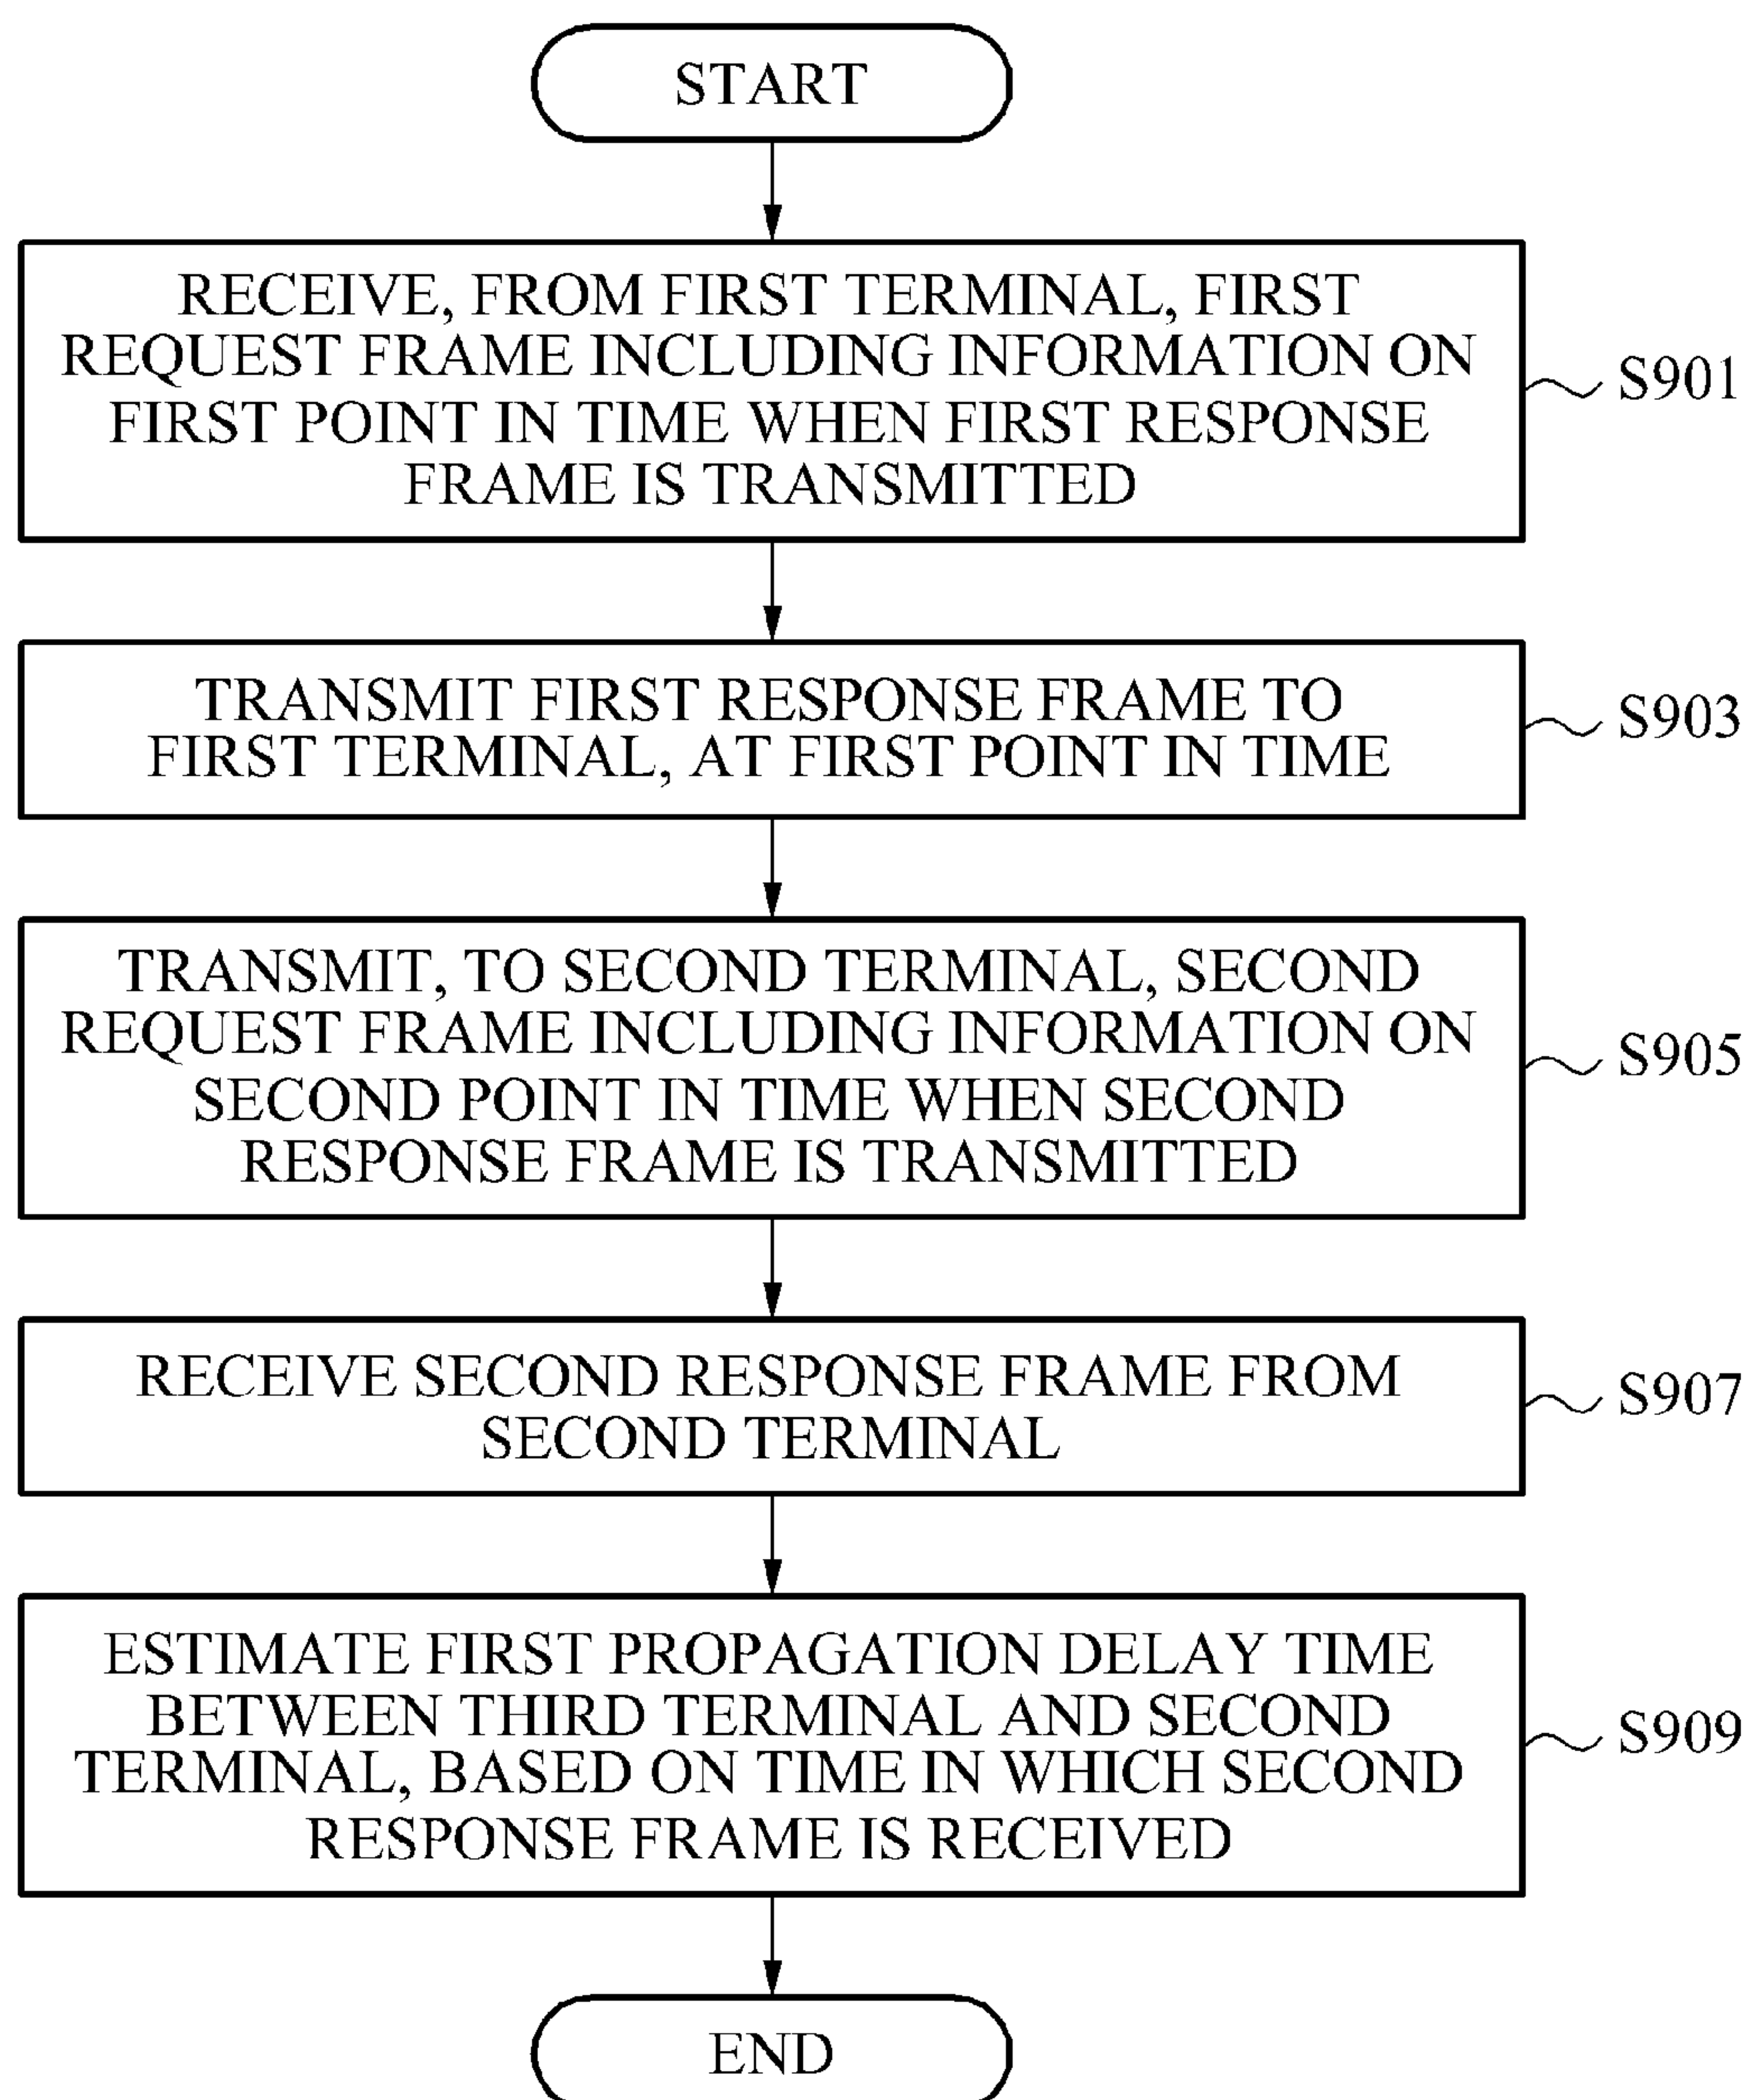 START
RECEIVE, FROM FIRST TERMINAL, FIRST
REQUEST FRAME INCLUDING INFORMATION ON
FIRST POINT IN TIME WHEN FIRST RESPONSE
FRAME IS TRANSMITTED
S901
TRANSMIT FIRST RESPONSE FRAME TO
FIRST TERMINAL, AT FIRST POINT IN TIME
S903
TRANSMIT, TO SECOND TERMINAL, SECOND
REQUEST FRAME INCLUDING INFORMATION ON
SECOND POINT IN TIME WHEN SECOND
RESPONSE FRAME IS TRANSMITTED
S905
RECEIVE SECOND RESPONSE FRAME FROM
SECOND TERMINAL
S907
ESTIMATE FIRST PROPAGATION DELAY TIME
BETWEEN THIRD TERMINAL AND SECOND
TERMINAL, BASED ON TIME IN WHICH SECOND
RESPONSE FRAME IS RECEIVED
S909
END